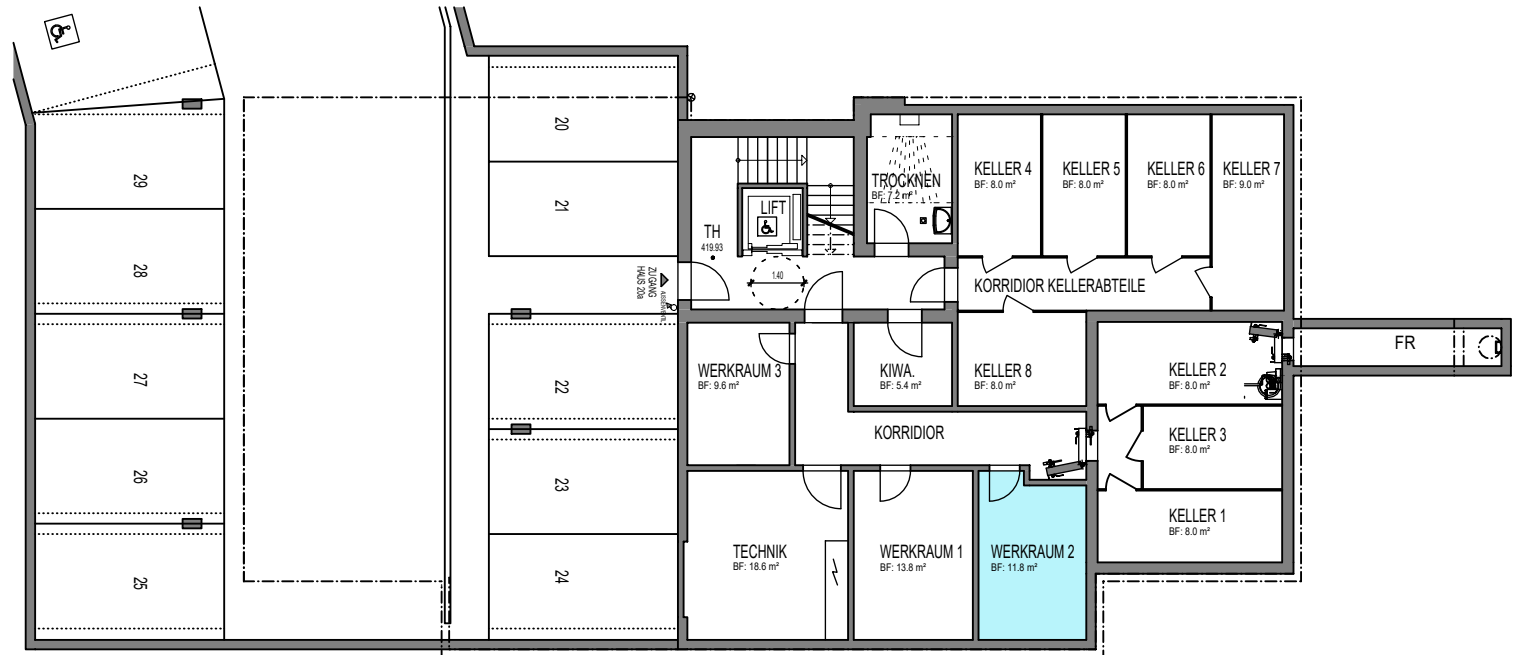 20
29
21
28
22
27
23
26
24
25
TH
419.93
LIFT
ZUGANG
HAUS 20a
AUSSENVENTIL
1.40
TROCKNEN
BF: 7.2 m²
KELLER 4
BF: 8.0 m²
KELLER 5
BF: 8.0 m²
KELLER 6
BF: 8.0 m²
KELLER 7
BF: 9.0 m²
KORRIDIOR KELLERABTEILE
WERKRAUM 3
BF: 9.6 m²
KIWA.
BF: 5.4 m²
KELLER 8
BF: 8.0 m²
KELLER 2
BF: 8.0 m²
FR
KORRIDIOR
KELLER 3
BF: 8.0 m²
KELLER 1
BF: 8.0 m²
TECHNIK
BF: 18.6 m²
WERKRAUM 1
BF: 13.8 m²
WERKRAUM 2
BF: 11.8 m²